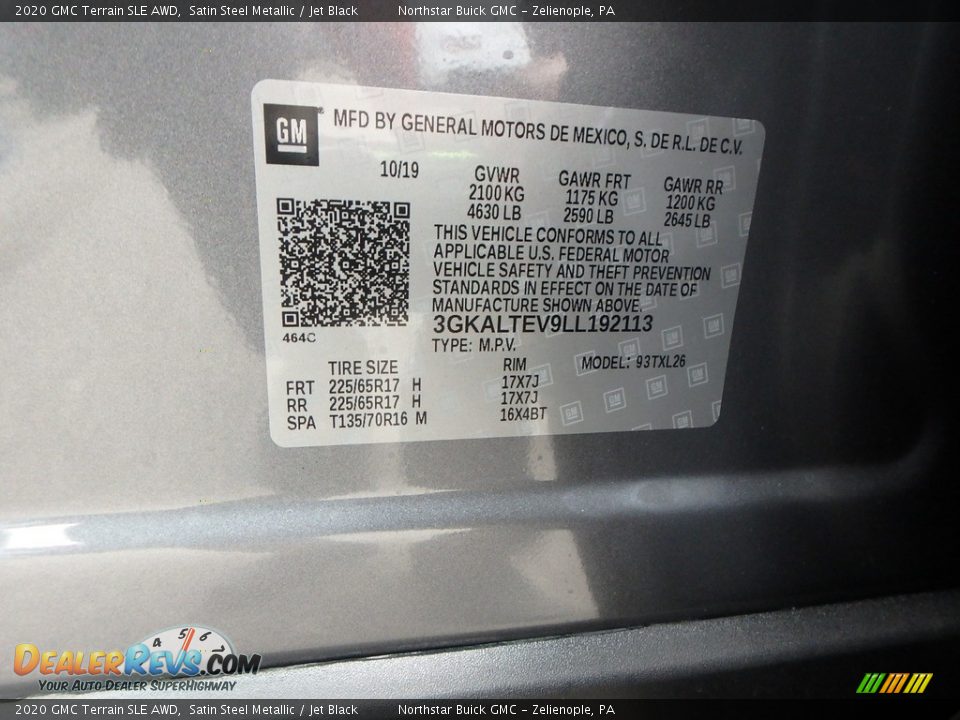 2020 GMC Terrain SLE AWD, Satin Steel Metallic / Jet Black Northstar Buick GMC - Zelienople, PA
GM MFD BY GENERAL MOTORS DE MEXICO, S. DE R.L. DE C.V.
10/19 GVWR GAWR FRT GAWR RR
2100 KG 1175 KG 1200 KG
4630 LB 2590 LB 2645 LB
THIS VEHICLE CONFORMS TO ALL
APPLICABLE U.S. FEDERAL MOTOR
VEHICLE SAFETY AND THEFT PREVENTION
STANDARDS IN EFFECT ON THE DATE OF
MANUFACTURE SHOWN ABOVE.
3GKALTEV9LL192113
464C
TYPE: M.P.V. MODEL: 93TXL26
TIRE SIZE RIM
FRT 225/65R17 H 17X7J
RR 225/65R17 H 17X7J
SPA T135/70R16 M 16X4BT
4 5 6
DealerRevs.com
Your Auto Dealer SuperHighway
2020 GMC Terrain SLE AWD, Satin Steel Metallic / Jet Black Northstar Buick GMC - Zelienople, PA